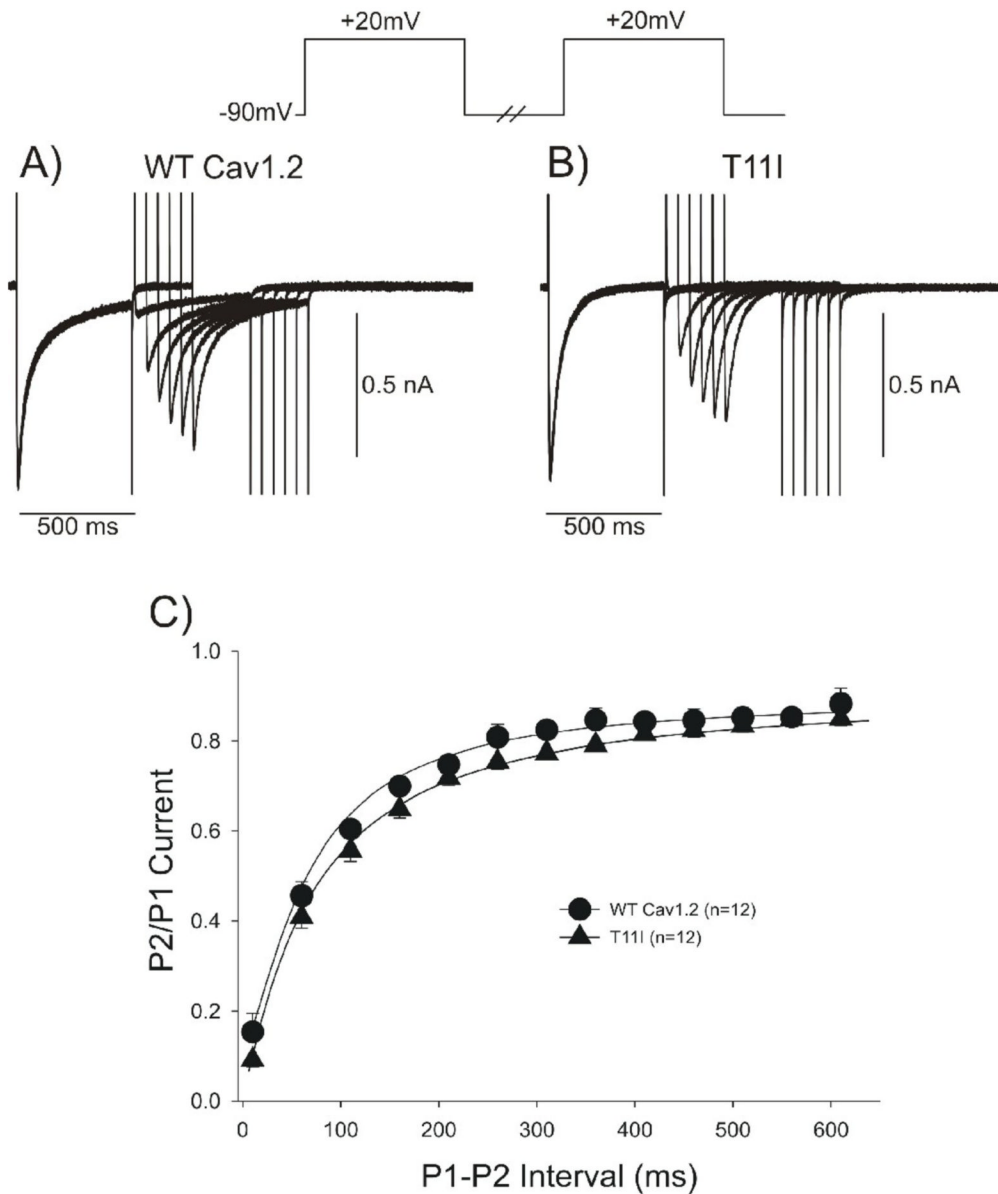 +20mV +20mV
-90mV
A) B)
WT Cav1.2 T11I
0.5 nA 0.5 nA
500 ms 500 ms
C)
1.0
0.8
0.6
0.4
0.2
0.0
P2/P1 Current
WT Cav1.2 (n=12)
T11I (n=12)
0 100 200 300 400 500 600
P1-P2 Interval (ms)